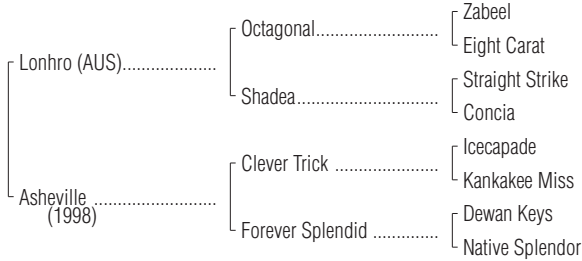 Zabeel
Octagonal..............................
Eight Carat
Lonhro (AUS)....................
Straight Strike
Shadea..................................
Concia
Icecapade
Clever Trick .........................
Kankakee Miss
Asheville ..........................
(1998)
Dewan Keys
Forever Splendid ................
Native Splendor